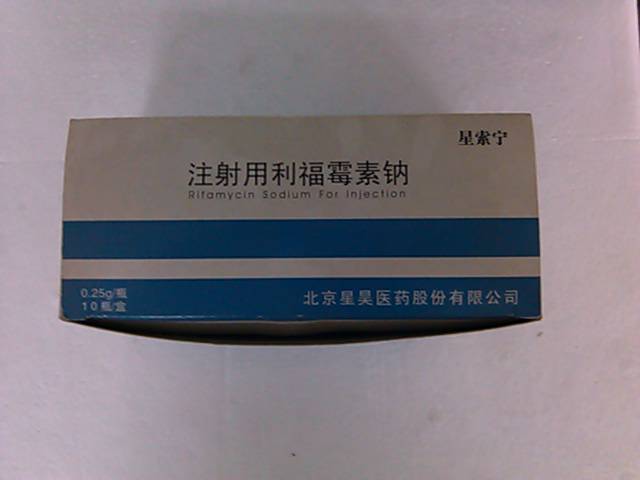 星索宁
注射用利福霉素钠
Rifamycin Sodium For Injection
0.25g/瓶
10瓶/盒
北京星昊医药股份有限公司